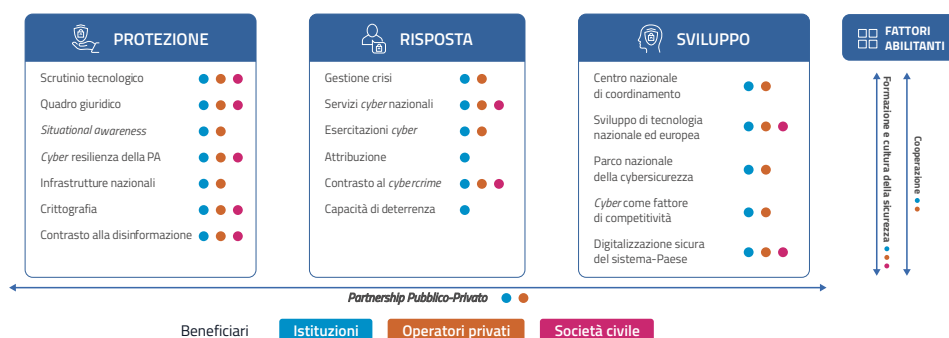 PROTEZIONE
Scrutinio tecnologico
Quadro giuridico
Situational awareness
Cyber resilienza della PA
Infrastrutture nazionali
Crittografia
Contrasto alla disinformazione
RISPOSTA
Gestione crisi
Servizi cyber nazionali
Esercitazioni cyber
Attribuzione
Contrasto al cybercrime
Capacità di deterrenza
SVILUPPO
Centro nazionale
di coordinamento
Sviluppo di tecnologia
nazionale ed europea
Parco nazionale
della cybersicurezza
Cyber come fattore
di competitività
Digitalizzazione sicura
del sistema-Paese
FATTORI
ABILITANTI
Formazione e cultura della sicurezza
Cooperazione
Partnership Pubblico-Privato
Beneficiari
Istituzioni
Operatori privati
Società civile